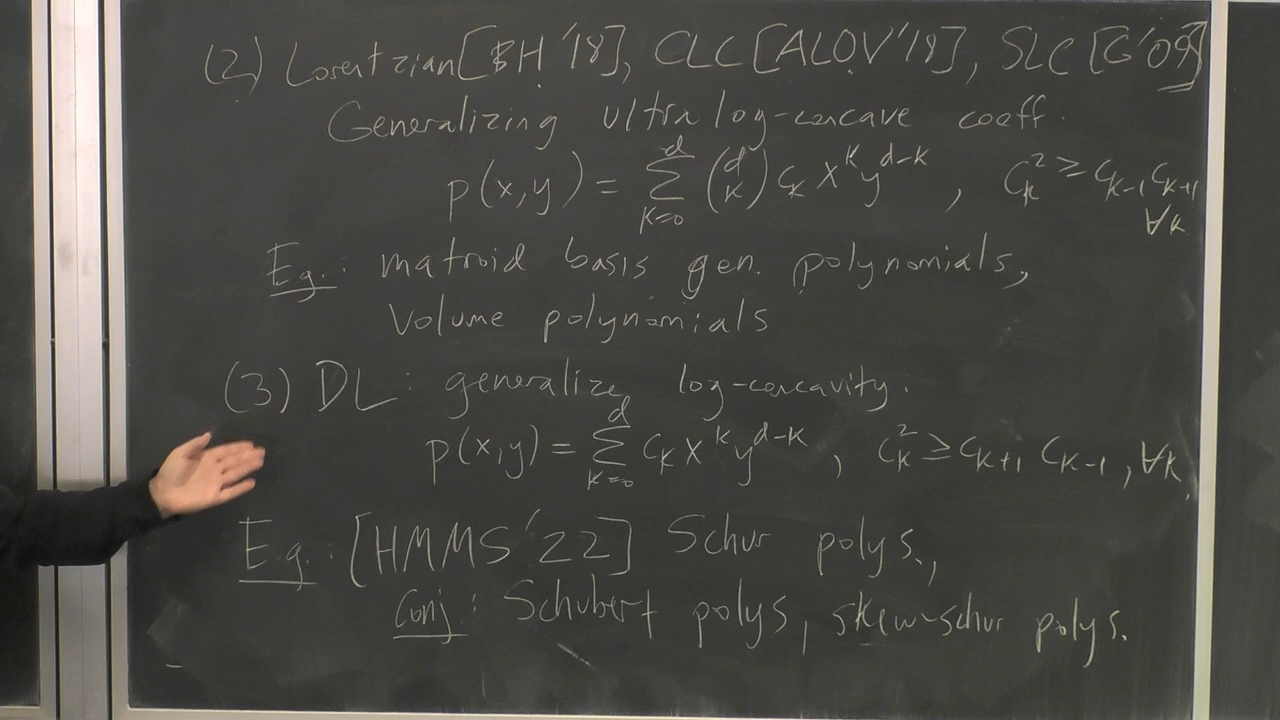 (2) Lorentzian [BH '18], CLC [ALOV '18], SLC [G '09]
Generalizing ultra log-concave coeff.
p(x,y) = ∑_{k=0}^{d} \binom{d}{k} c_k x^k y^{d-k} , c_k^2 ≥ c_{k-1} c_{k+1} ∀k
Eg.: matroid basis gen. polynomials,
Volume polynomials
(3) DL : generalize log-concavity.
p(x,y) = ∑_{k=0}^{d} c_k x^k y^{d-k} , c_k^2 ≥ c_{k+1} c_{k-1} , ∀k.
Eg.: [HMMS '22] Schur polys.,
Conj: Schubert polys, skew-schur polys.